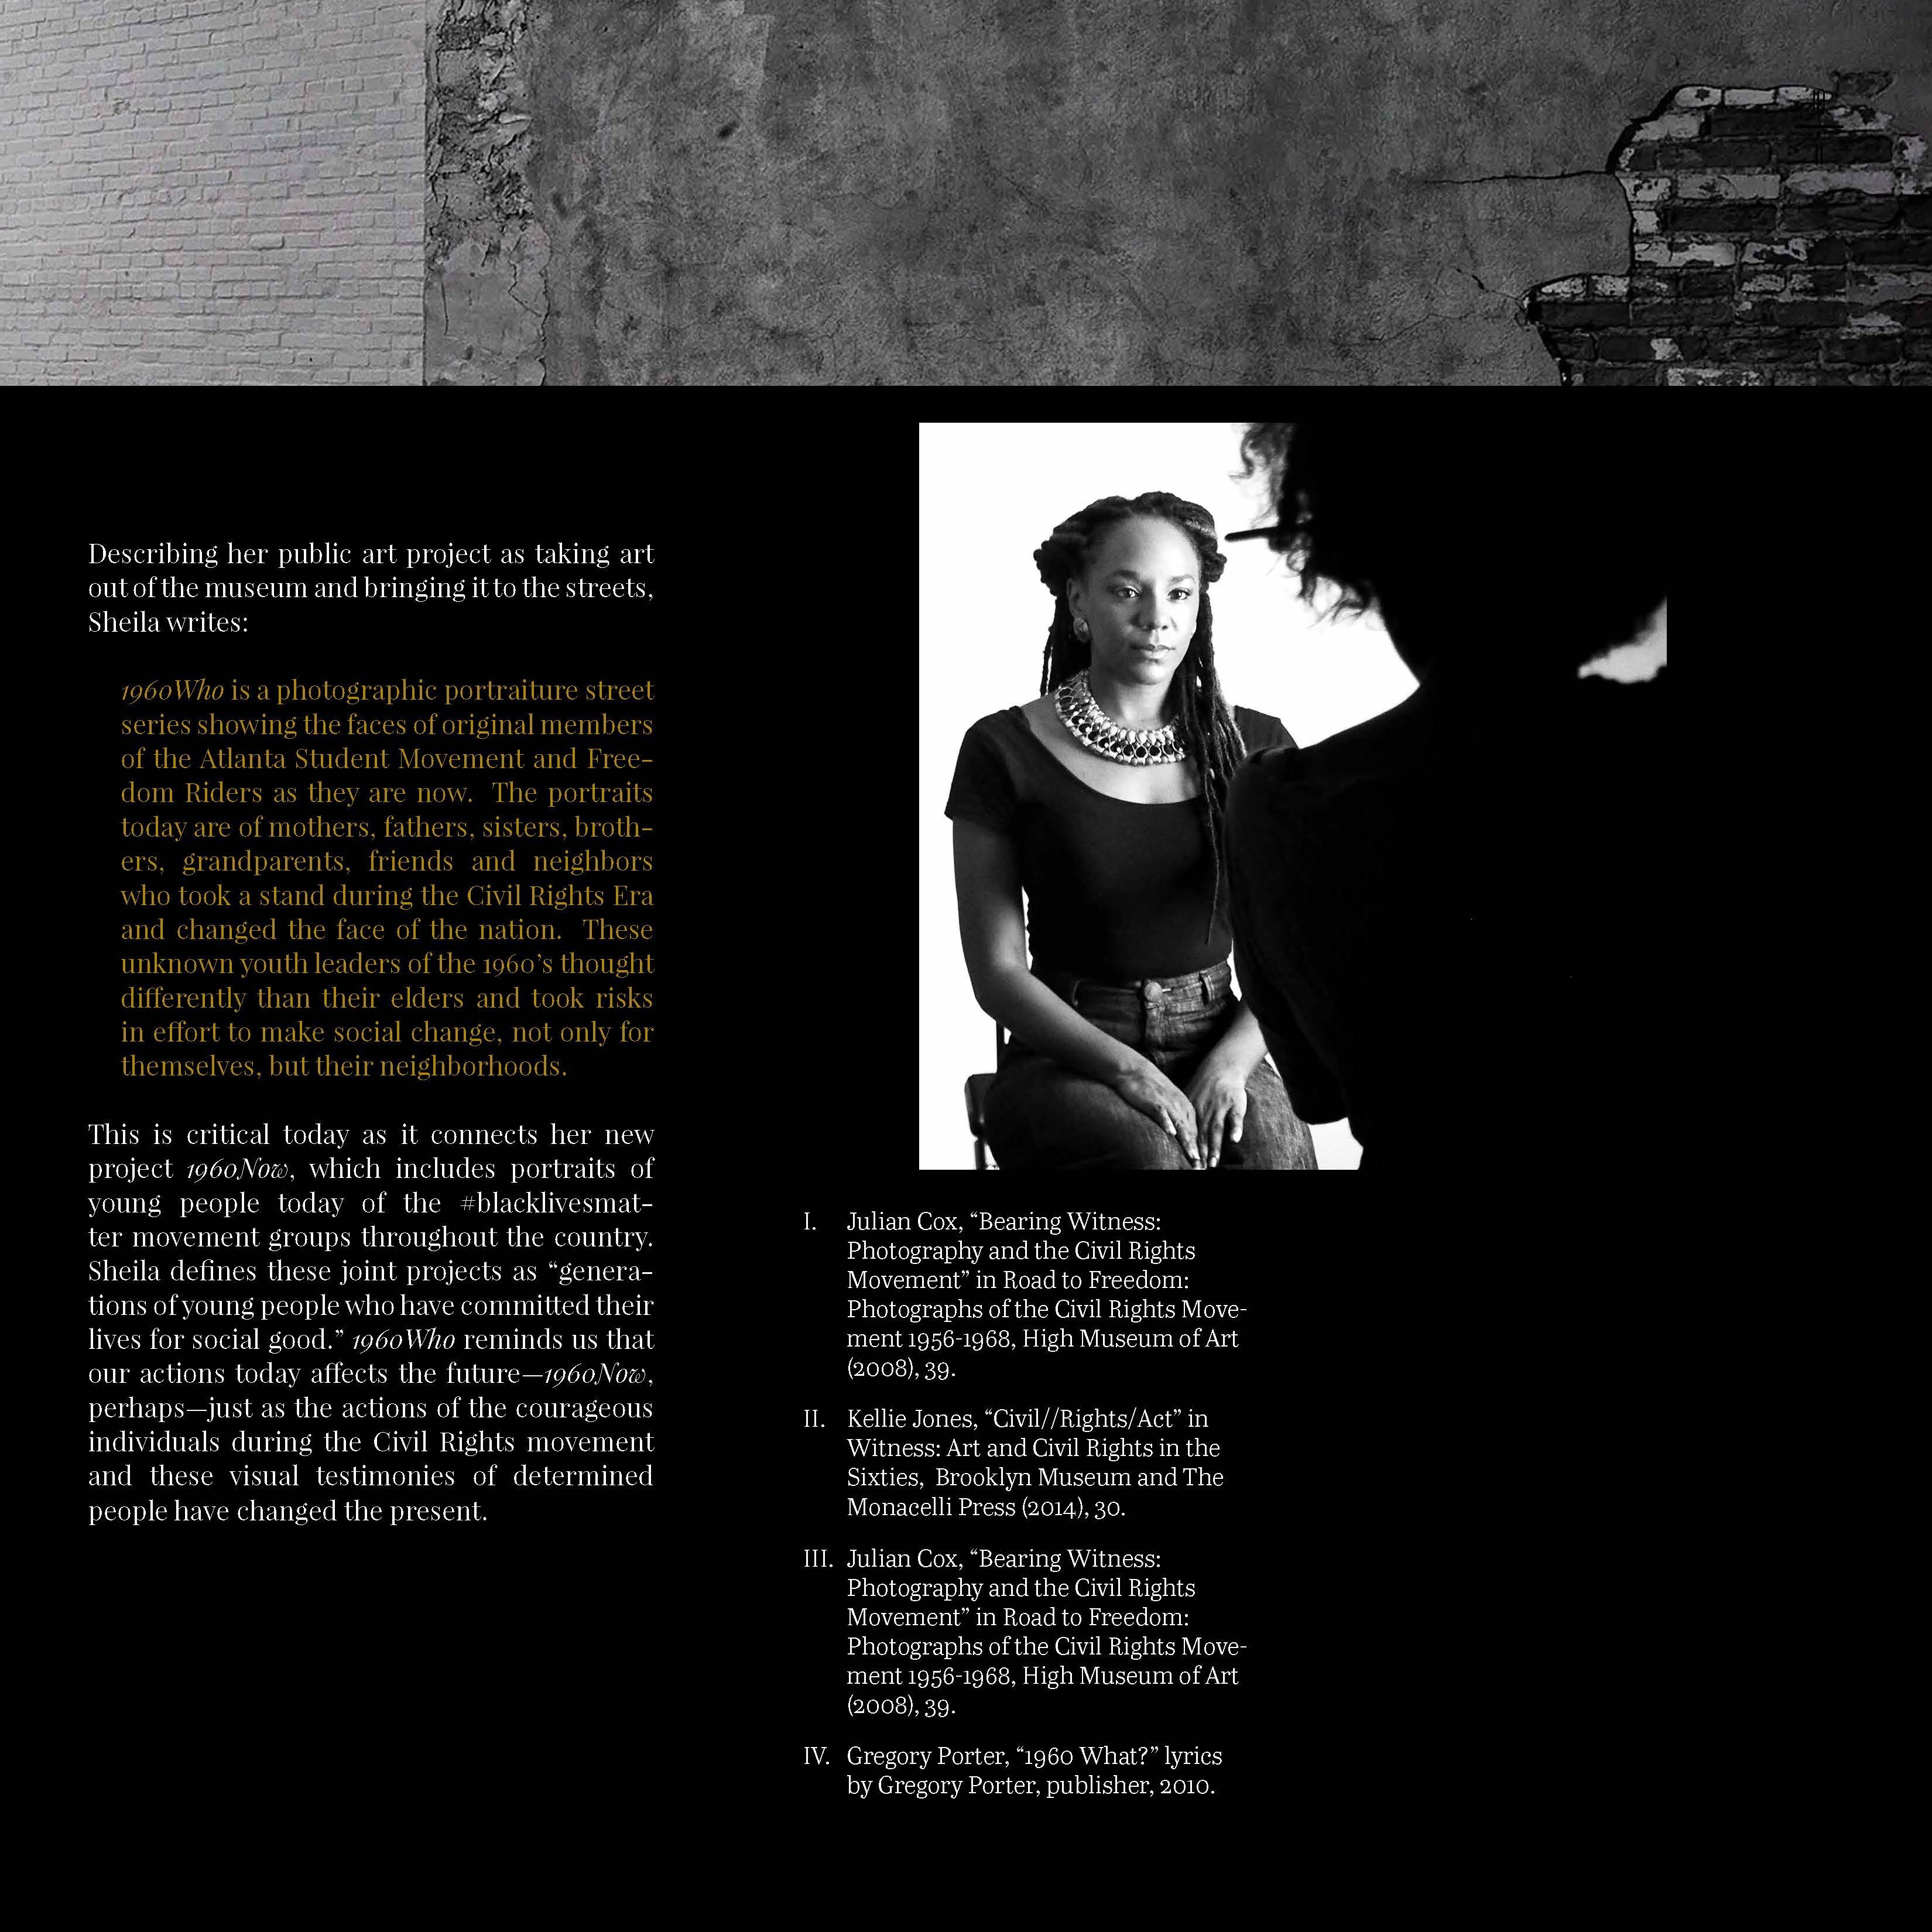 Describing her public art project as taking art
out of the museum and bringing it to the streets,
Sheila writes:
1960Who is a photographic portraiture street
series showing the faces of original members
of the Atlanta Student Movement and Free-
dom Riders as they are now.  The portraits
today are of mothers, fathers, sisters, broth-
ers, grandparents, friends and neighbors
who took a stand during the Civil Rights Era
and changed the face of the nation.  These
unknown youth leaders of the 1960’s thought
differently than their elders and took risks
in effort to make social change, not only for
themselves, but their neighborhoods.
This is critical today as it connects her new
project 1960Now, which includes portraits of
young people today of the #blacklivesmat-
ter movement groups throughout the country.
Sheila defines these joint projects as “genera-
tions of young people who have committed their
lives for social good.” 1960Who reminds us that
our actions today affects the future—1960Now,
perhaps—just as the actions of the courageous
individuals during the Civil Rights movement
and these visual testimonies of determined
people have changed the present.
I. Julian Cox, “Bearing Witness:
Photography and the Civil Rights
Movement” in Road to Freedom:
Photographs of the Civil Rights Move-
ment 1956-1968, High Museum of Art
(2008), 39.
II. Kellie Jones, “Civil//Rights/Act” in
Witness: Art and Civil Rights in the
Sixties,  Brooklyn Museum and The
Monacelli Press (2014), 30.
III. Julian Cox, “Bearing Witness:
Photography and the Civil Rights
Movement” in Road to Freedom:
Photographs of the Civil Rights Move-
ment 1956-1968, High Museum of Art
(2008), 39.
IV. Gregory Porter, “1960 What?” lyrics
by Gregory Porter, publisher, 2010.